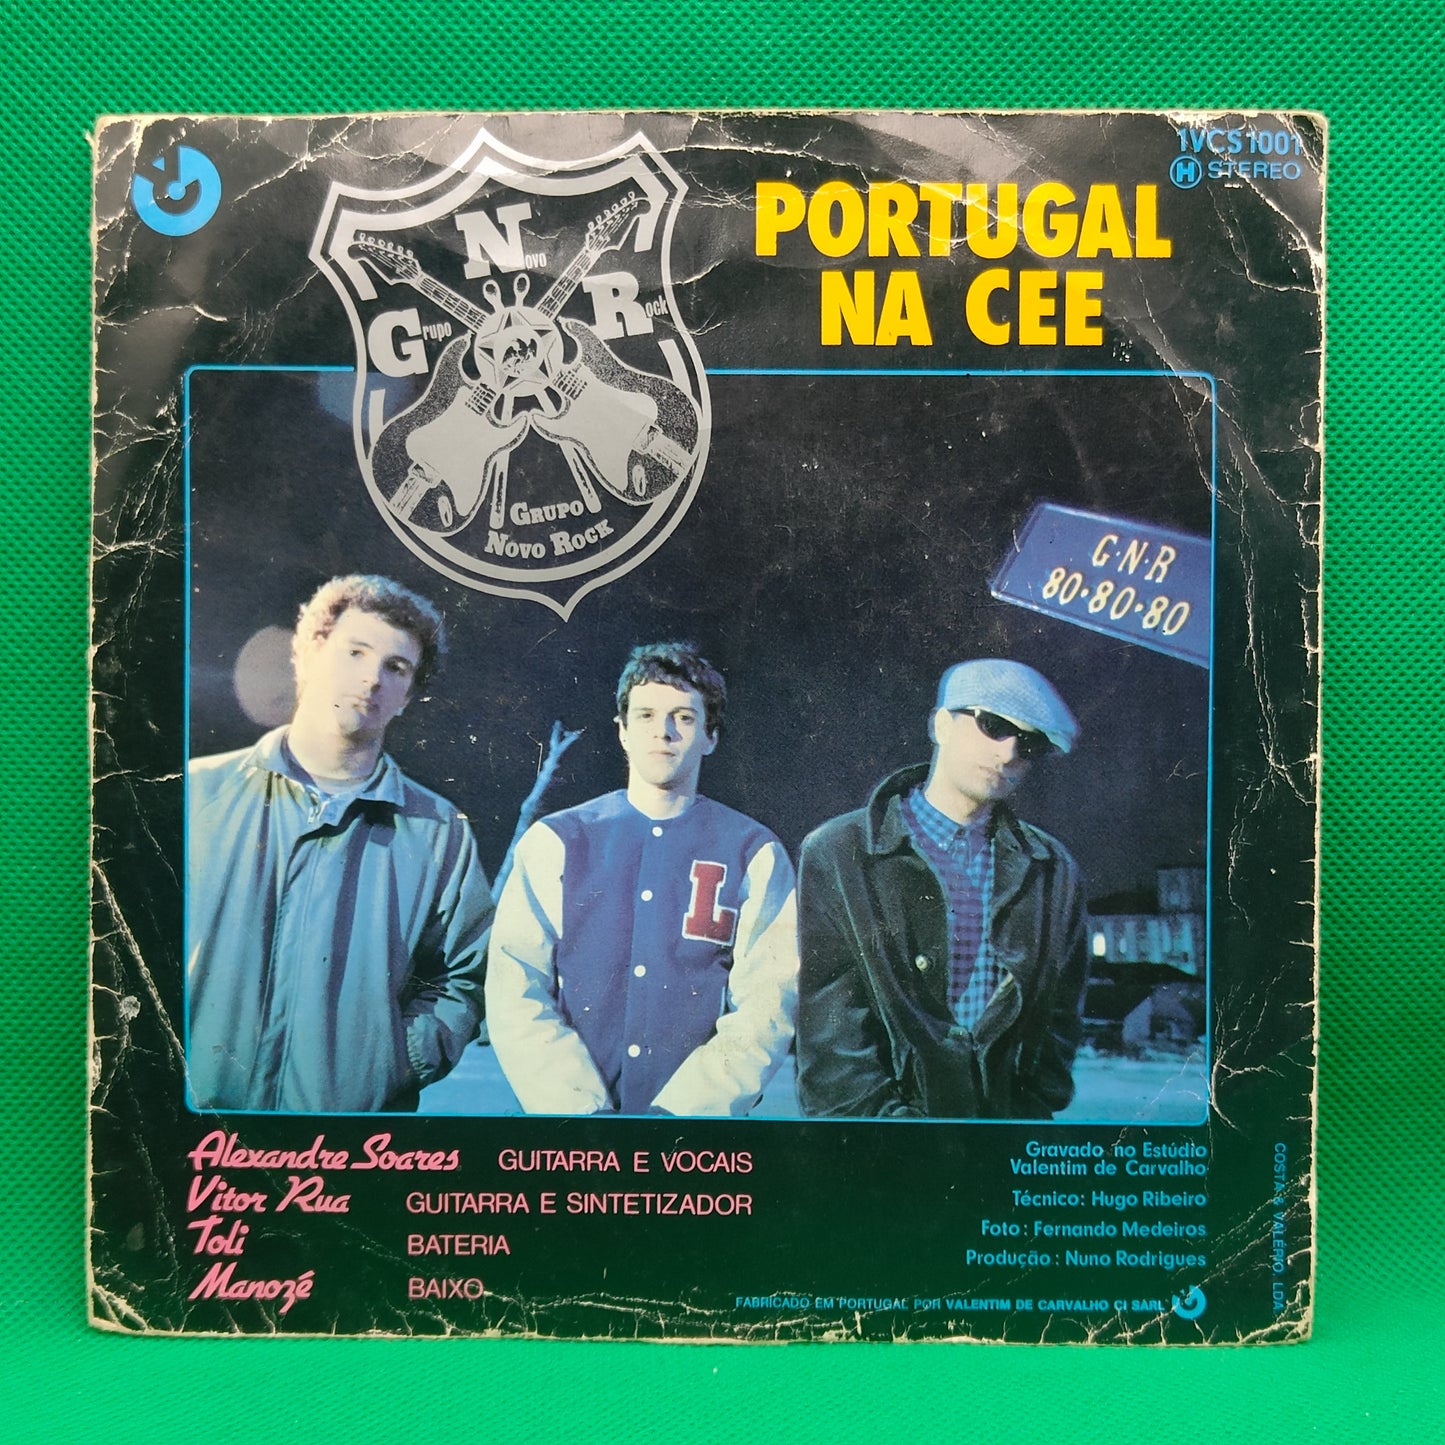 1VCS1001
H STEREO
PORTUGAL
NA CEE
Grupo
Novo
Rock
GRUPO
NOVO ROCK
G·N·R
80·80·80
L
Alexandre Soares GUITARRA E VOCAIS
Vitor Rua GUITARRA E SINTETIZADOR
Toli BATERIA
Manozé BAIXO
Gravado no Estúdio
Valentim de Carvalho
Técnico: Hugo Ribeiro
Foto: Fernando Medeiros
Produção: Nuno Rodrigues
FABRICADO EM PORTUGAL POR VALENTIM DE CARVALHO CI SARL
COSTA & VALÉRIO, LDA